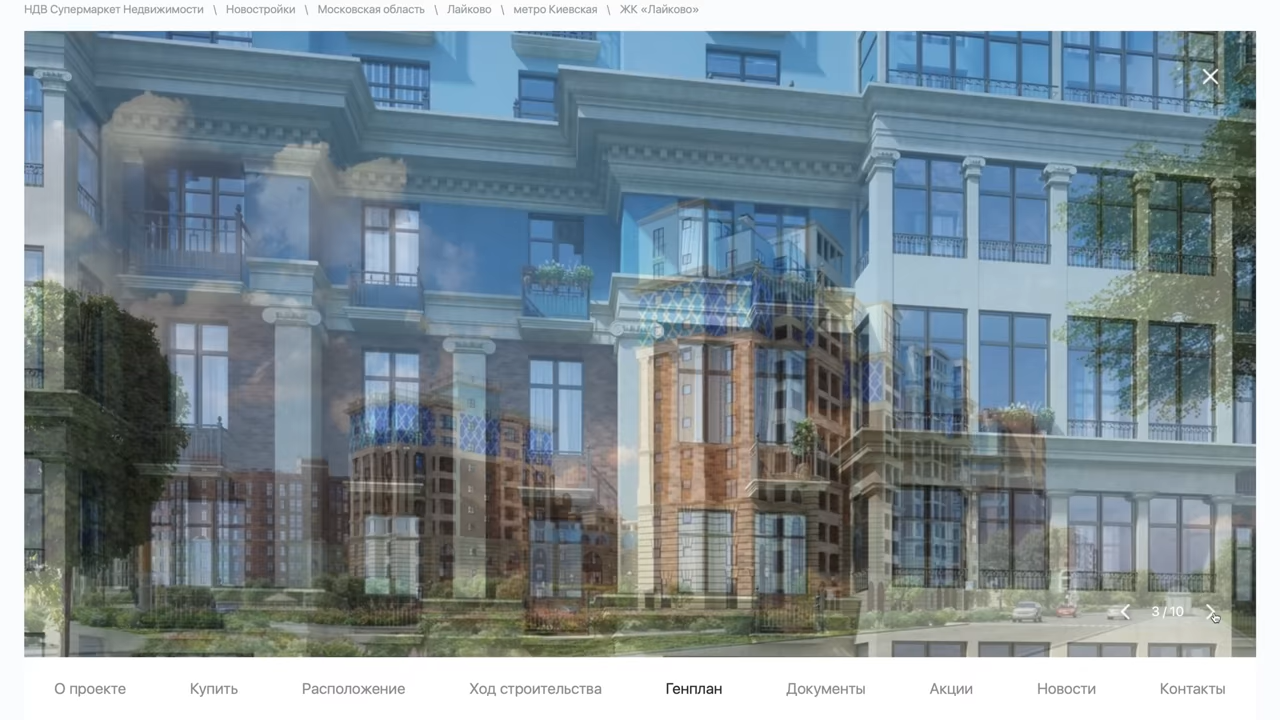 НДВ Супермаркет Недвижимости \ Новостройки \ Московская область \ Лайково \ метро Киевская \ ЖК «Лайково»
3 / 10
О проекте Купить Расположение Ход строительства Генплан Документы Акции Новости Контакты